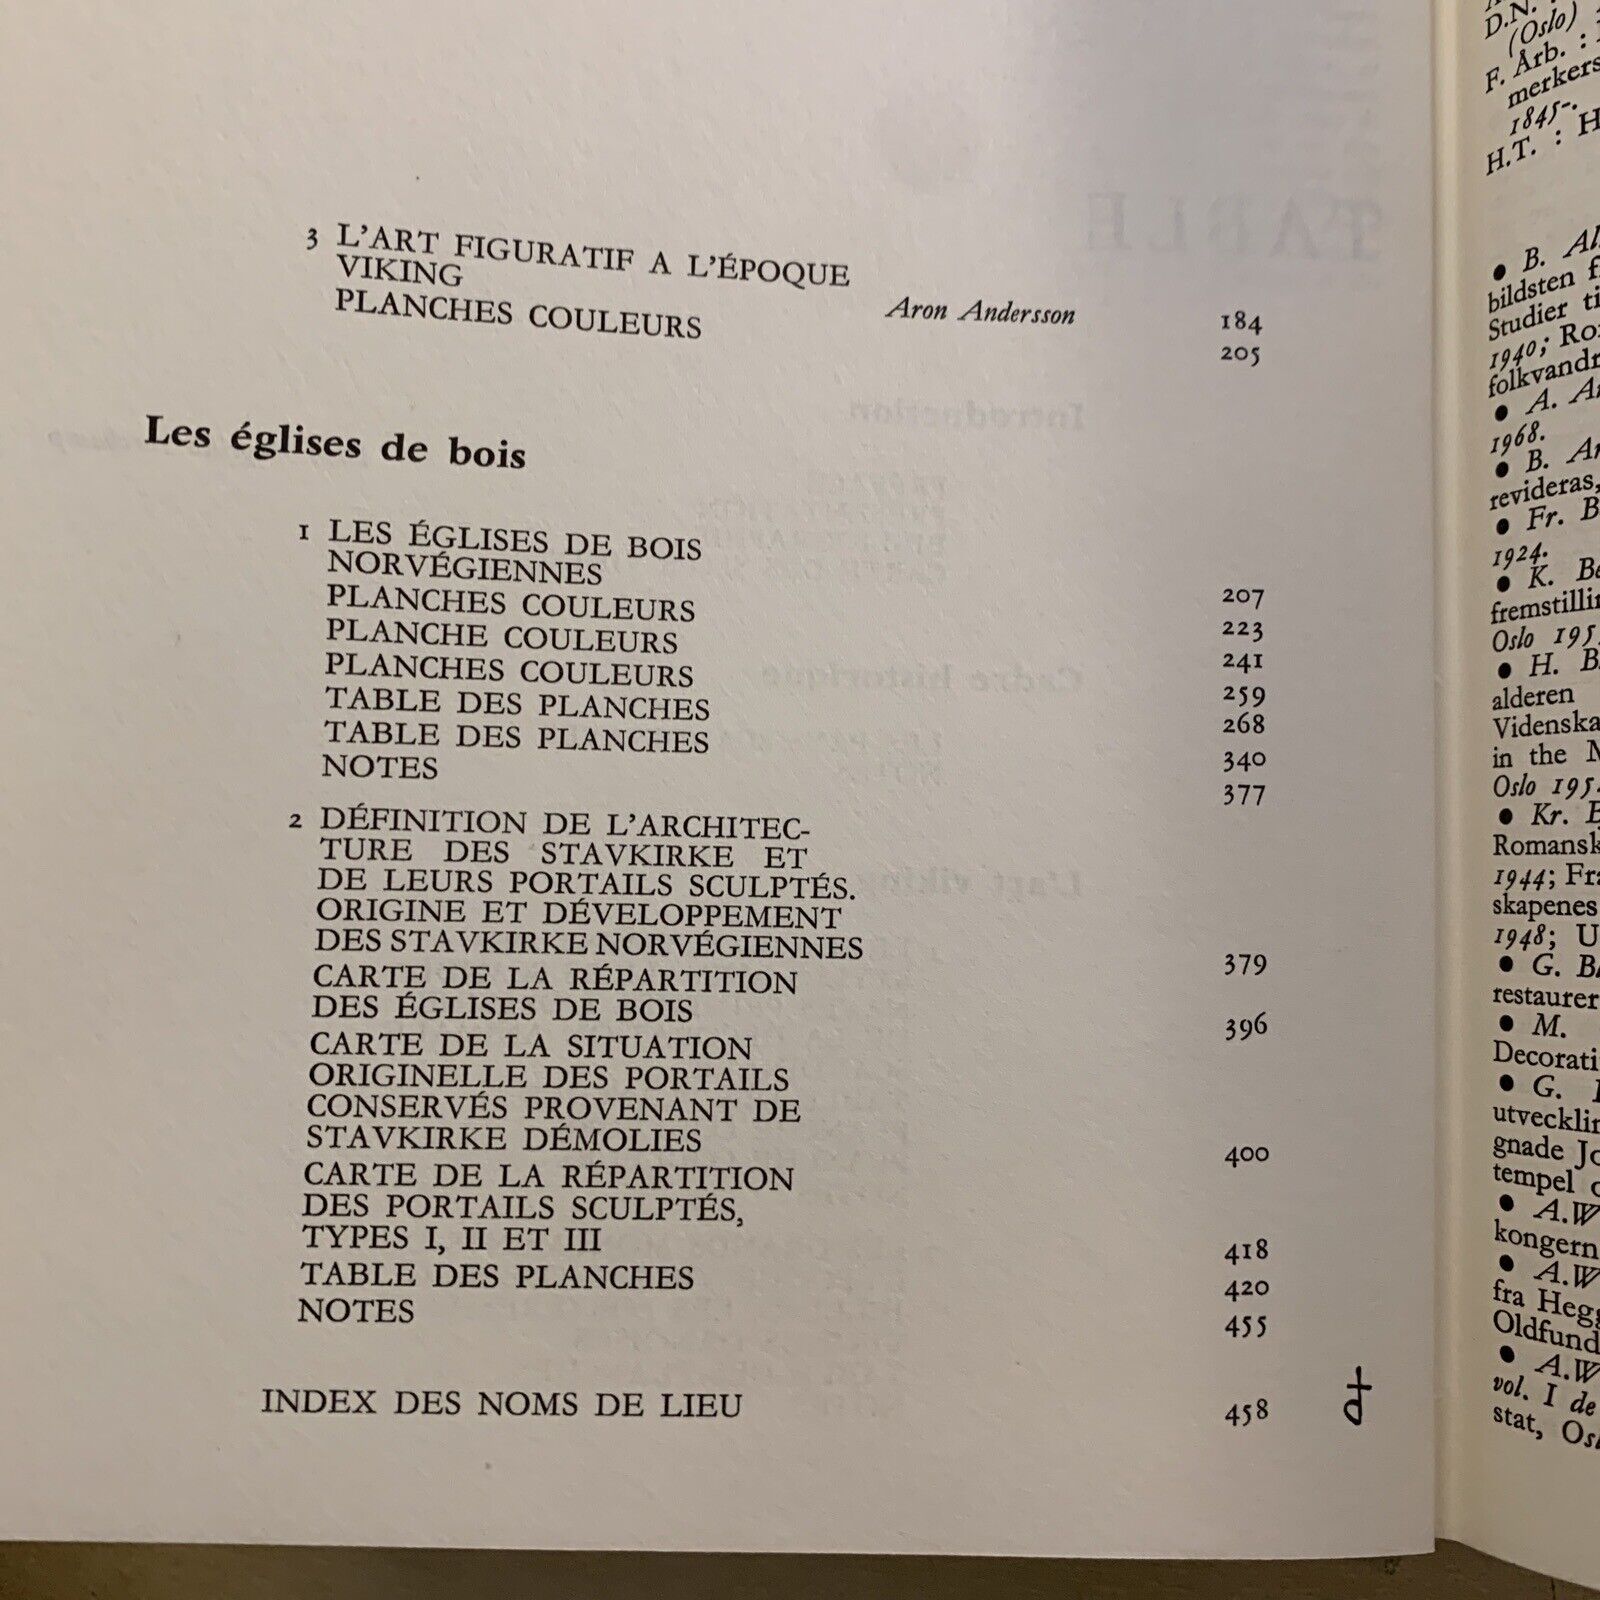 3 L'ART FIGURATIF A L'ÉPOQUE
VIKING Aron Andersson 184
PLANCHES COULEURS 205
Les églises de bois
1 LES ÉGLISES DE BOIS
NORVÉGIENNES 207
PLANCHES COULEURS 223
PLANCHE COULEURS 241
PLANCHES COULEURS 259
TABLE DES PLANCHES 268
TABLE DES PLANCHES 340
NOTES 377
2 DÉFINITION DE L'ARCHITEC-
TURE DES STAVKIRKE ET
DE LEURS PORTAILS SCULPTÉS.
ORIGINE ET DÉVELOPPEMENT
DES STAVKIRKE NORVÉGIENNES 379
CARTE DE LA RÉPARTITION
DES ÉGLISES DE BOIS 396
CARTE DE LA SITUATION
ORIGINELLE DES PORTAILS
CONSERVÉS PROVENANT DE
STAVKIRKE DÉMOLIES 400
CARTE DE LA RÉPARTITION
DES PORTAILS SCULPTÉS,
TYPES I, II ET III 418
TABLE DES PLANCHES 420
NOTES 455
INDEX DES NOMS DE LIEU 458
D.N. :
(Oslo)
F. Årb. :
merkers
1845-.
H.T. :
• B.
bildsten
Studier
1940;
folkvandr
• A.
1968.
• B.
revideras,
• Fr. B
1924.
• K.
fremstillin
Oslo 195
• H.
alderen
Videnska
in the
Oslo 195
• Kr.
Romansk
1944; Fra
skapenes
1948; U
• G.
restaurer
• M.
Decorati
• G.
utvecklin
gnade Jo
tempel
• A.W
kongern
• A.W
fra Hegg
Oldfund
• A.W
vol. I de
stat, Osl